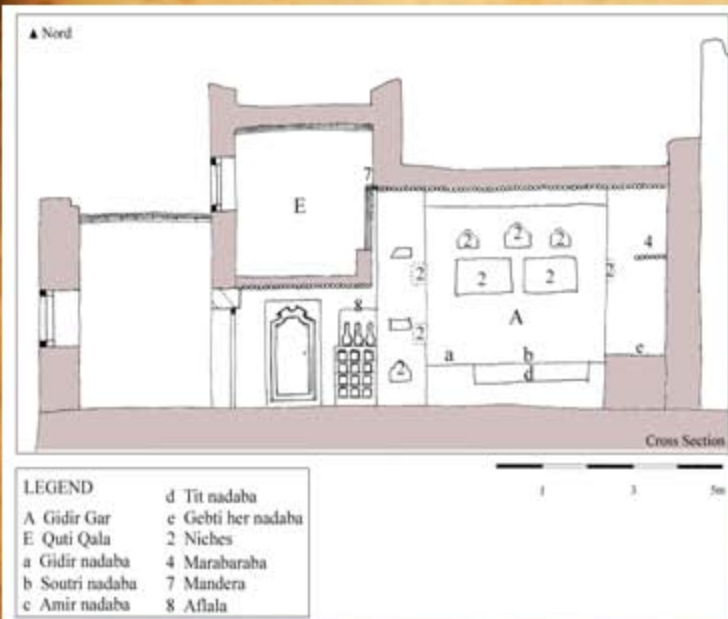 ▲ Nord
7
E
2 2 2
4
2
2 2
2
8
A
2
a b
e
2
d
Cross Section
1 3 5m
LEGEND
A Gidir Gar
E Quti Qala
a Gidir nadaba
b Soutri nadaba
c Amir nadaba
d Tit nadaba
e Gebti her nadaba
2 Niches
4 Marabaraba
7 Mandera
8 Aflala